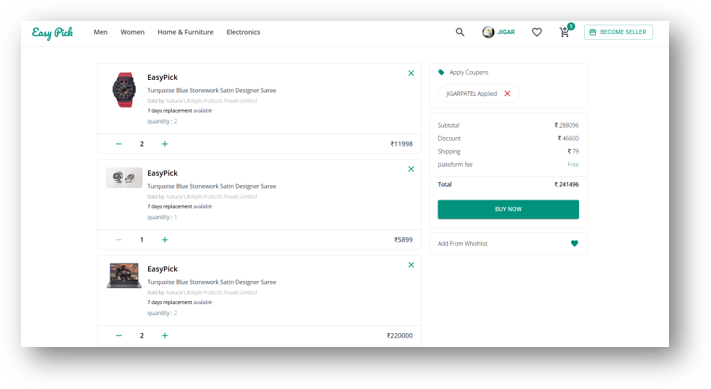 Easy Pick
Men Women Home & Furniture Electronics
JIGAR
5
BECOME SELLER
EasyPick
Turquoise Blue Stonework Satin Designer Saree
Sold by: Natural Lifestyle Products Private Limited
7 days replacement available
quantity : 2
2
₹11998
EasyPick
Turquoise Blue Stonework Satin Designer Saree
Sold by: Natural Lifestyle Products Private Limited
7 days replacement available
quantity : 1
1
₹5899
EasyPick
Turquoise Blue Stonework Satin Designer Saree
Sold by: Natural Lifestyle Products Private Limited
7 days replacement available
quantity : 2
2
₹220000
Apply Coupens
JIGARPATEL Applied
Subtotal ₹ 288096
Discount ₹ 46600
Shipping ₹ 79
plateform fee Free
Total ₹ 241496
BUY NOW
Add From Whishlist